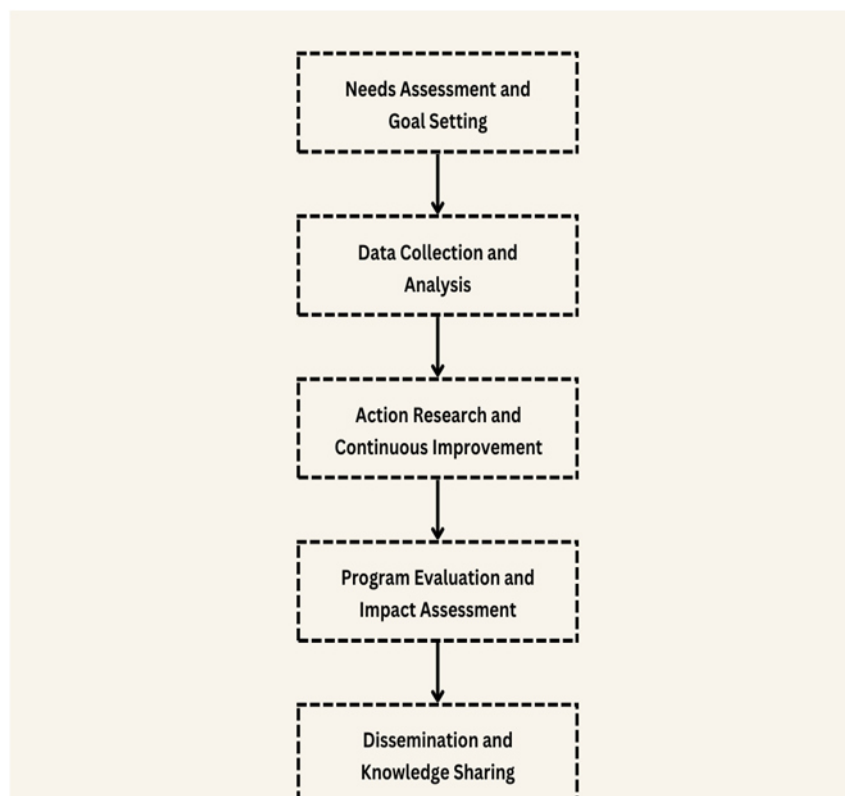 Needs Assessment and
Goal Setting
Data Collection and
Analysis
Action Research and
Continuous Improvement
Program Evaluation and
Impact Assessment
Dissemination and
Knowledge Sharing